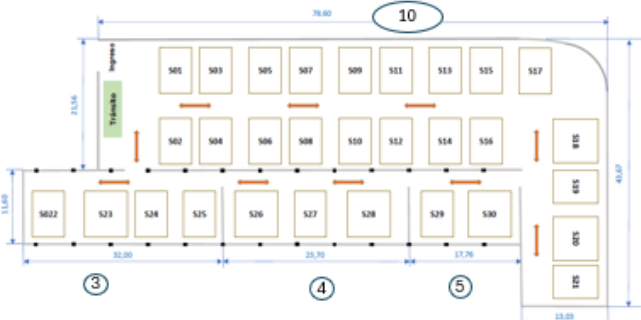 78.60
10
Ingreso
S01 S03 S05 S07 S09 S11 S13 S15 S17
21,56
Tránsito
S02 S04 S06 S08 S10 S12 S14 S16
S18
43,67
S19
11,60
S022 S23 S24 S25 S26 S27 S28 S29 S30
S20
32,00 23,70 17,76
S21
3 4 5
13,03